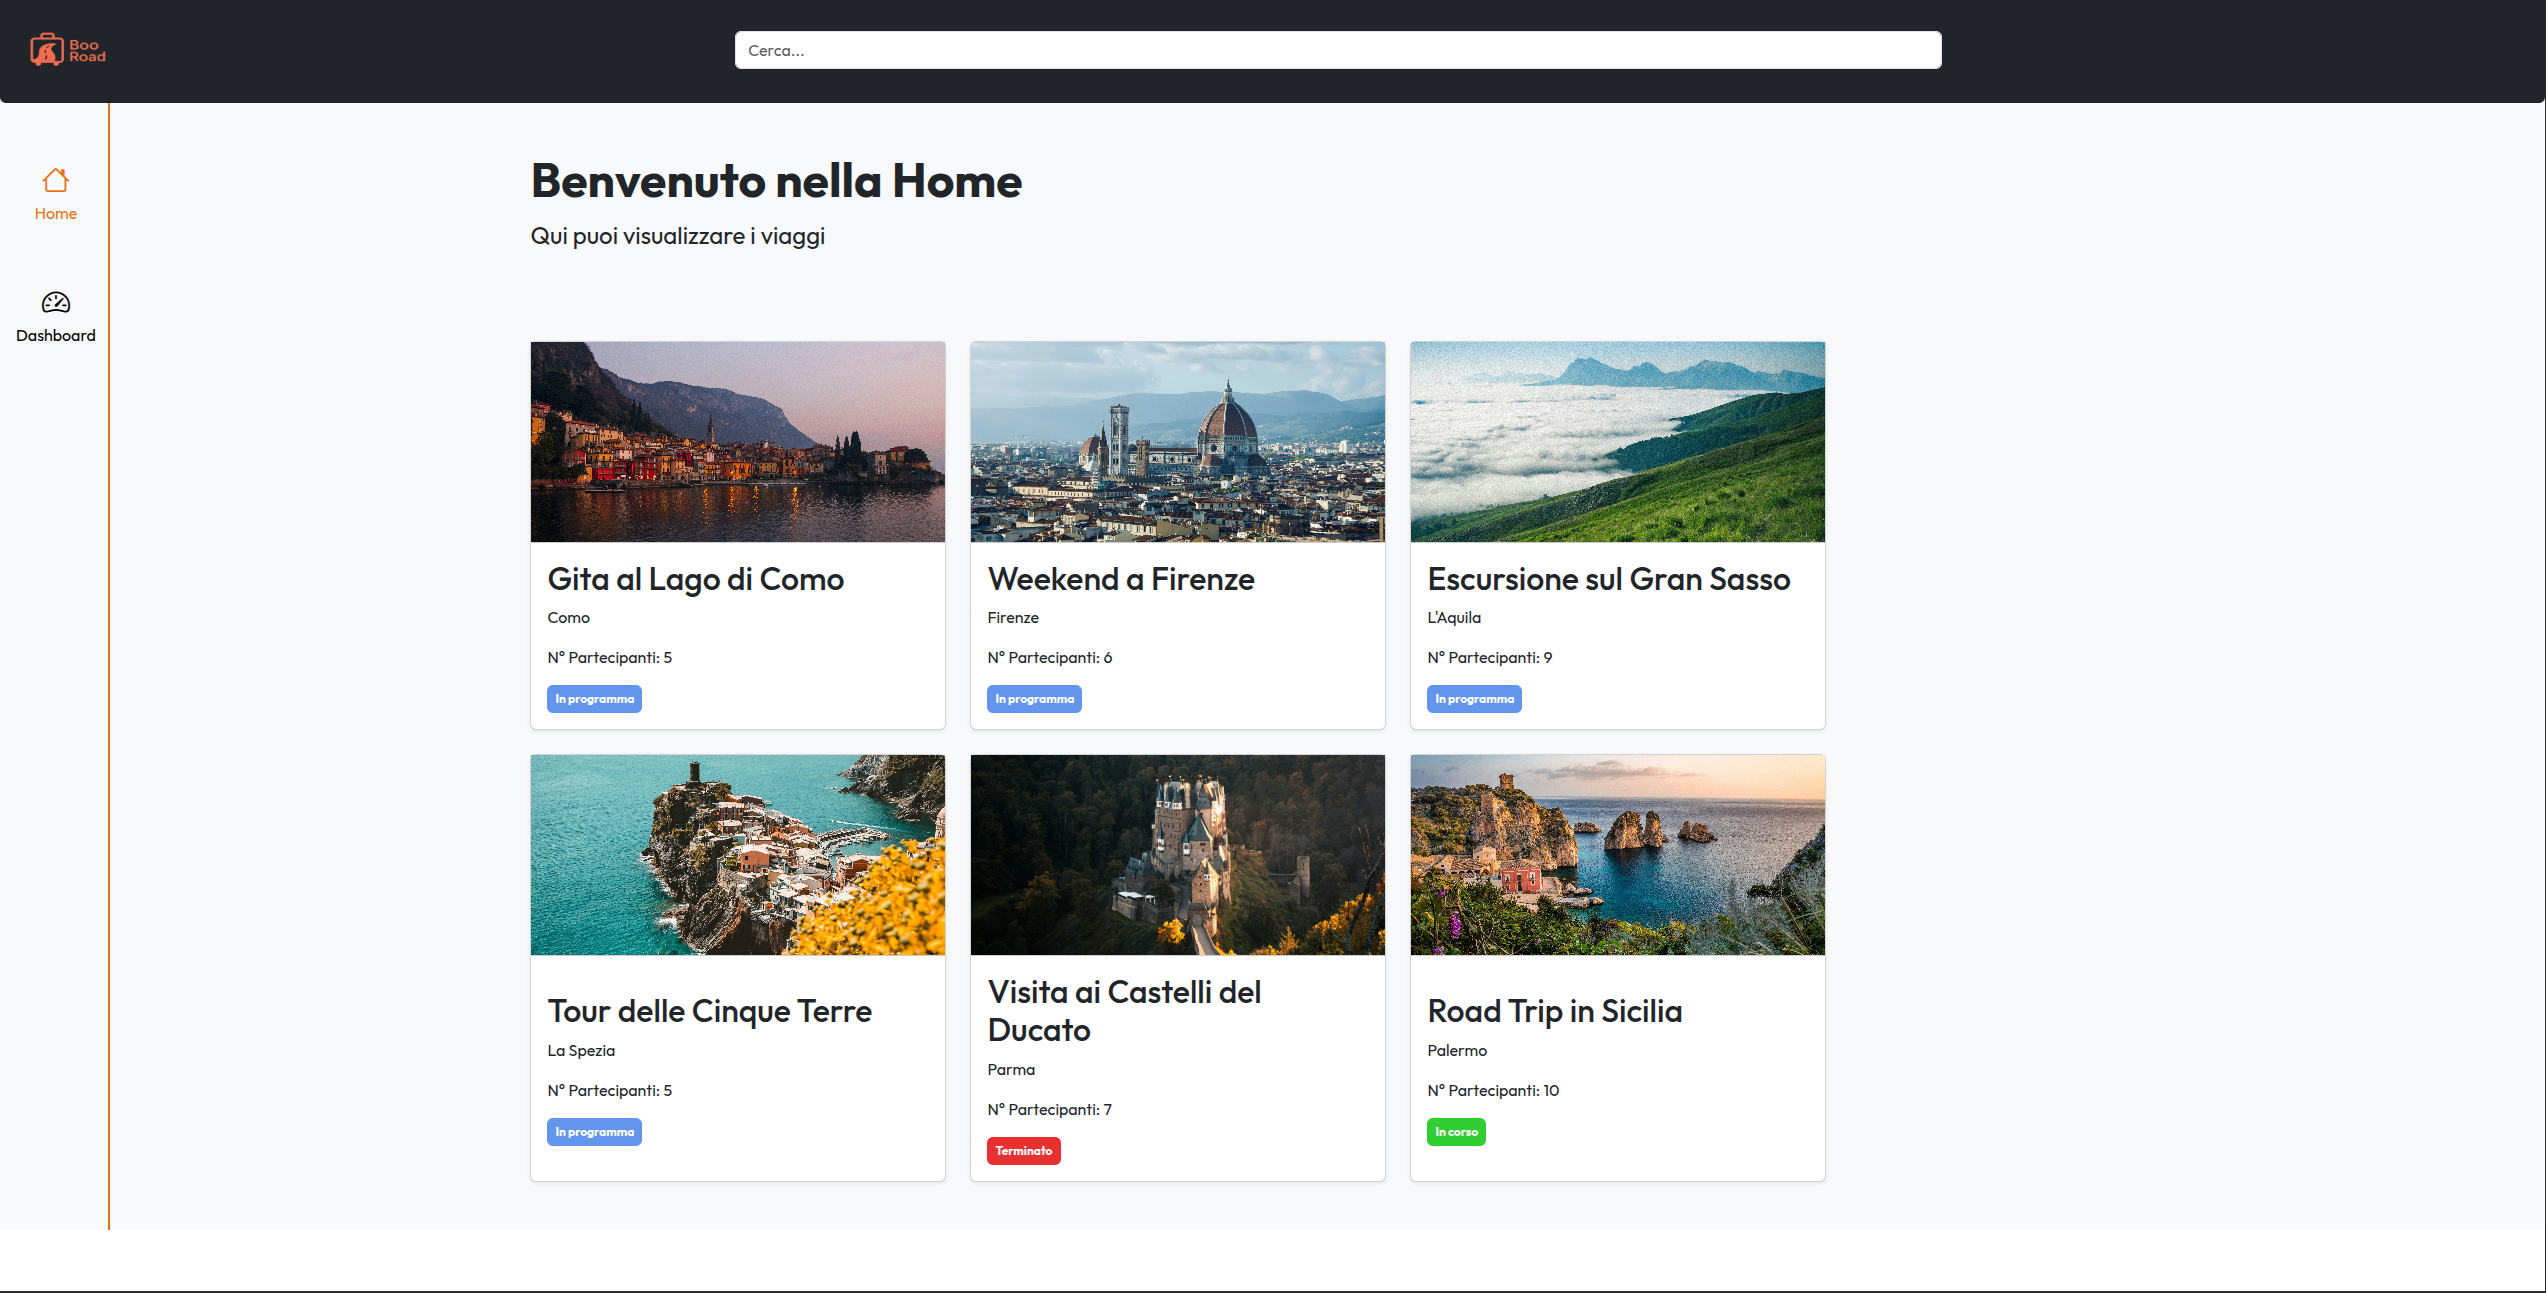 Boo
Road
Cerca...
Home
Dashboard
Benvenuto nella Home
Qui puoi visualizzare i viaggi
Gita al Lago di Como
Como
N° Partecipanti: 5
In programma
Weekend a Firenze
Firenze
N° Partecipanti: 6
In programma
Escursione sul Gran Sasso
L'Aquila
N° Partecipanti: 9
In programma
Tour delle Cinque Terre
La Spezia
N° Partecipanti: 5
In programma
Visita ai Castelli del
Ducato
Parma
N° Partecipanti: 7
Terminato
Road Trip in Sicilia
Palermo
N° Partecipanti: 10
In corso